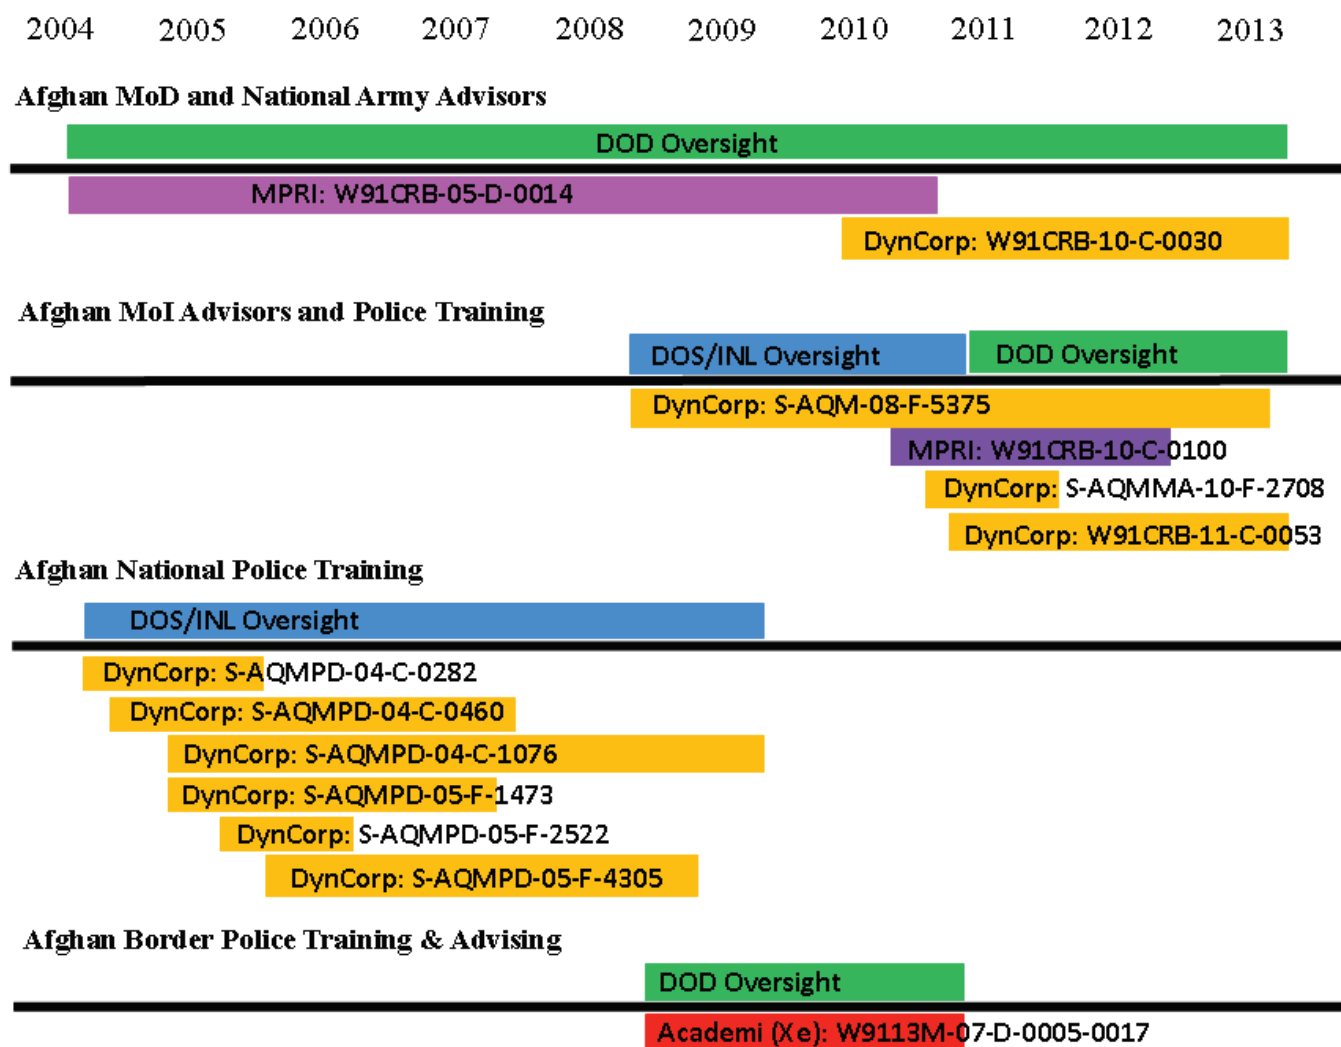 2004 2005 2006 2007 2008 2009 2010 2011 2012 2013
Afghan MoD and National Army Advisors
DOD Oversight
MPRI: W91CRB-05-D-0014
DynCorp: W91CRB-10-C-0030
Afghan MoI Advisors and Police Training
DOS/INL Oversight DOD Oversight
DynCorp: S-AQM-08-F-5375
MPRI: W91CRB-10-C-0100
DynCorp: S-AQMMA-10-F-2708
DynCorp: W91CRB-11-C-0053
Afghan National Police Training
DOS/INL Oversight
DynCorp: S-AQMPD-04-C-0282
DynCorp: S-AQMPD-04-C-0460
DynCorp: S-AQMPD-04-C-1076
DynCorp: S-AQMPD-05-F-1473
DynCorp: S-AQMPD-05-F-2522
DynCorp: S-AQMPD-05-F-4305
Afghan Border Police Training & Advising
DOD Oversight
Academi (Xe): W9113M-07-D-0005-0017